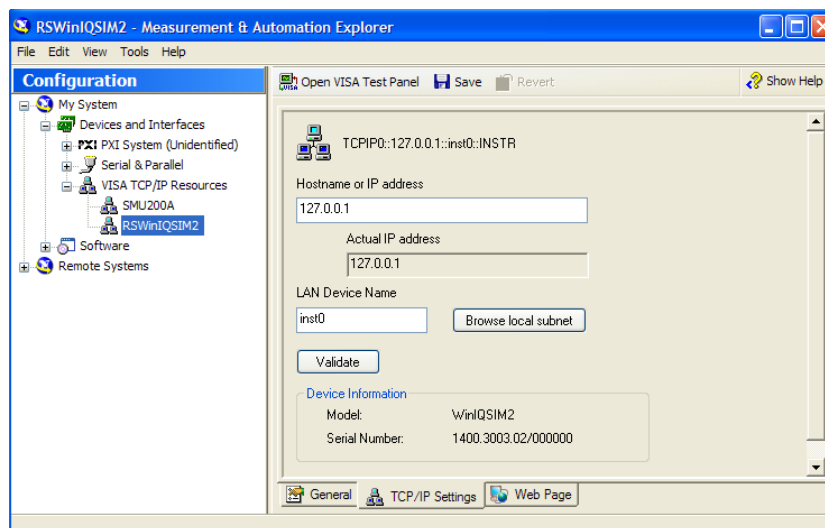 RSWinIQSIM2 - Measurement & Automation Explorer
File Edit View Tools Help
Configuration
My System
Devices and Interfaces
PXI PXI System (Unidentified)
Serial & Parallel
VISA TCP/IP Resources
SMU200A
RSWinIQSIM2
Software
Remote Systems
Open VISA Test Panel Save Revert Show Help
TCPIP0::127.0.0.1::inst0::INSTR
Hostname or IP address
127.0.0.1
Actual IP address
127.0.0.1
LAN Device Name
inst0 Browse local subnet
Validate
Device Information
Model: WinIQSIM2
Serial Number: 1400.3003.02/000000
General TCP/IP Settings Web Page